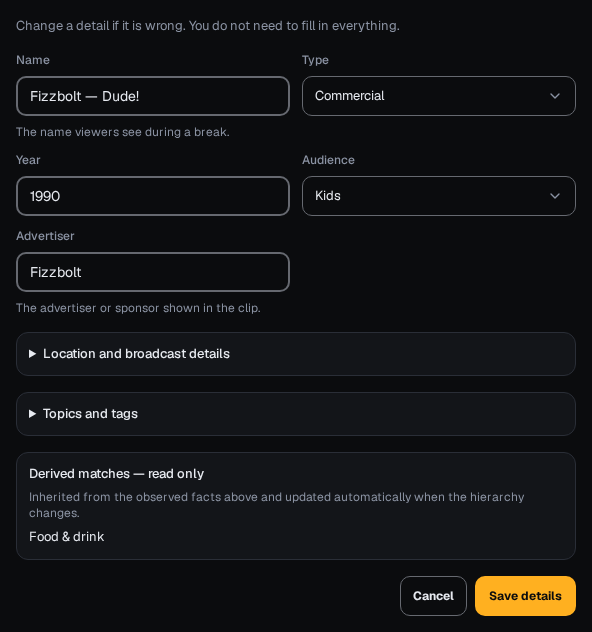 Change a detail if it is wrong. You do not need to fill in everything.
Name
Type
Fizzbolt — Dude!
Commercial
The name viewers see during a break.
Year
Audience
1990
Kids
Advertiser
Fizzbolt
The advertiser or sponsor shown in the clip.
Location and broadcast details
Topics and tags
Derived matches — read only
Inherited from the observed facts above and updated automatically when the hierarchy
changes.
Food & drink
Cancel
Save details